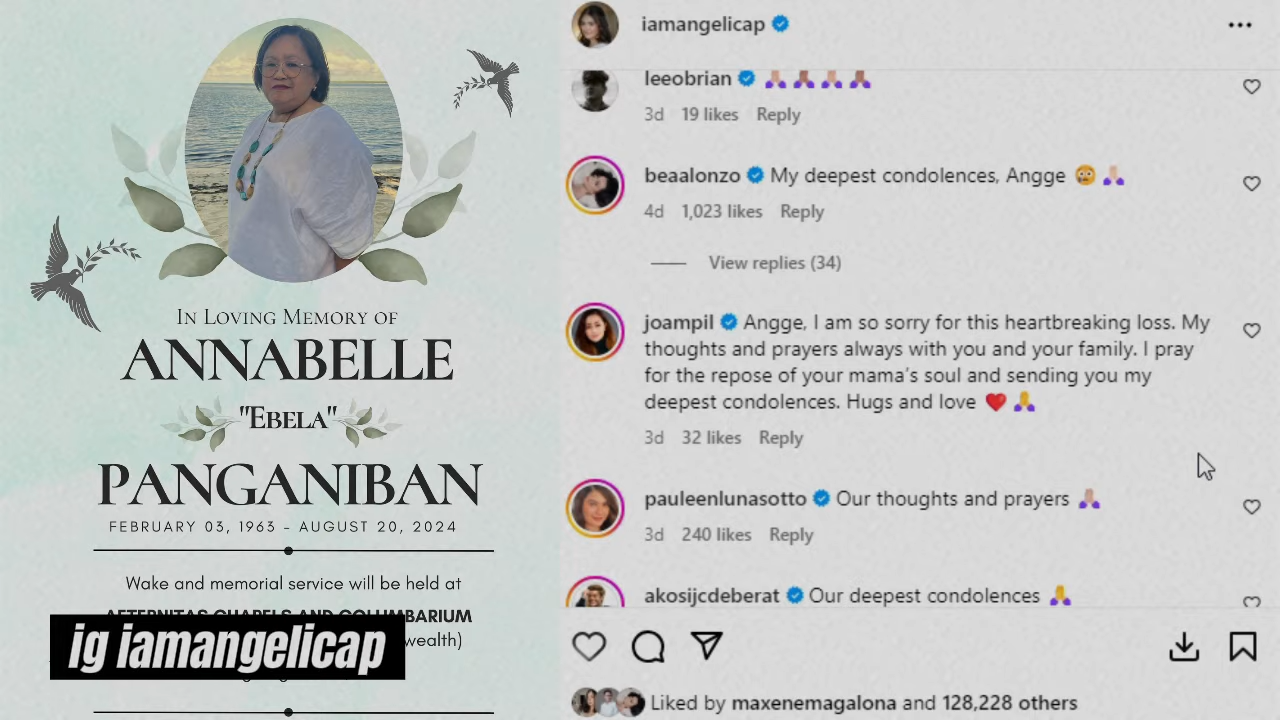 IN LOVING MEMORY OF
ANNABELLE
"EBELA"
PANGANIBAN
FEBRUARY 03, 1963 - AUGUST 20, 2024
Wake and memorial service will be held at
AETERNITAS CHAPELS AND COLUMBARIUM
wealth)
ig iamangelicap
iamangelicap
leeobrian 🙏🏼🙏🏽🙏🏼🙏🏽
3d 19 likes Reply
beaalonzo My deepest condolences, Angge 😳🙏🏻
4d 1,023 likes Reply
View replies (34)
joampil Angge, I am so sorry for this heartbreaking loss. My
thoughts and prayers always with you and your family. I pray
for the repose of your mama’s soul and sending you my
deepest condolences. Hugs and love ❤️🙏
3d 32 likes Reply
pauleenlunasotto Our thoughts and prayers 🙏🏼
3d 240 likes Reply
akosijcdeberat Our deepest condolences 🙏
Liked by maxenemagalona and 128,228 others